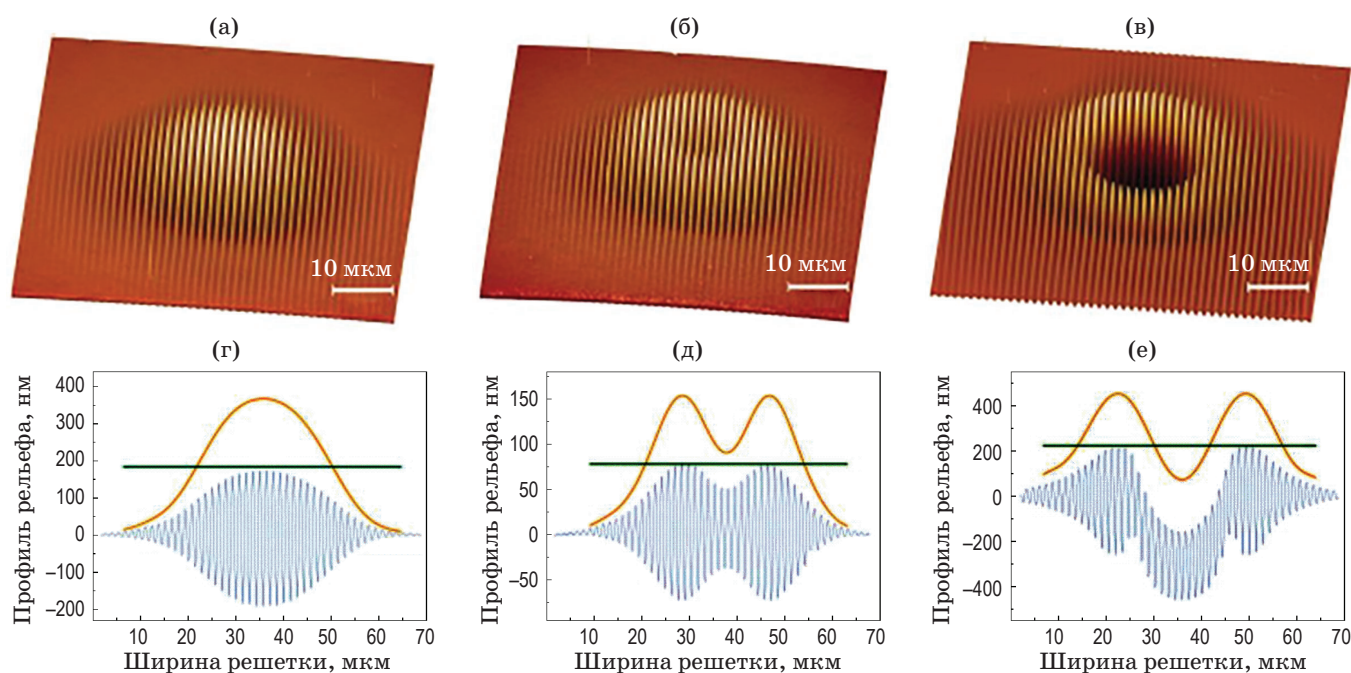 (а)
(б)
(в)
10 мкм
10 мкм
10 мкм
(г)
(д)
(е)
Профиль рельефа, нм
400
300
200
100
0
–100
–200
10 20 30 40 50 60 70
Ширина решетки, мкм
Профиль рельефа, нм
150
100
50
0
–50
10 20 30 40 50 60 70
Ширина решетки, мкм
Профиль рельефа, нм
400
200
0
–200
–400
10 20 30 40 50 60 70
Ширина решетки, мкм